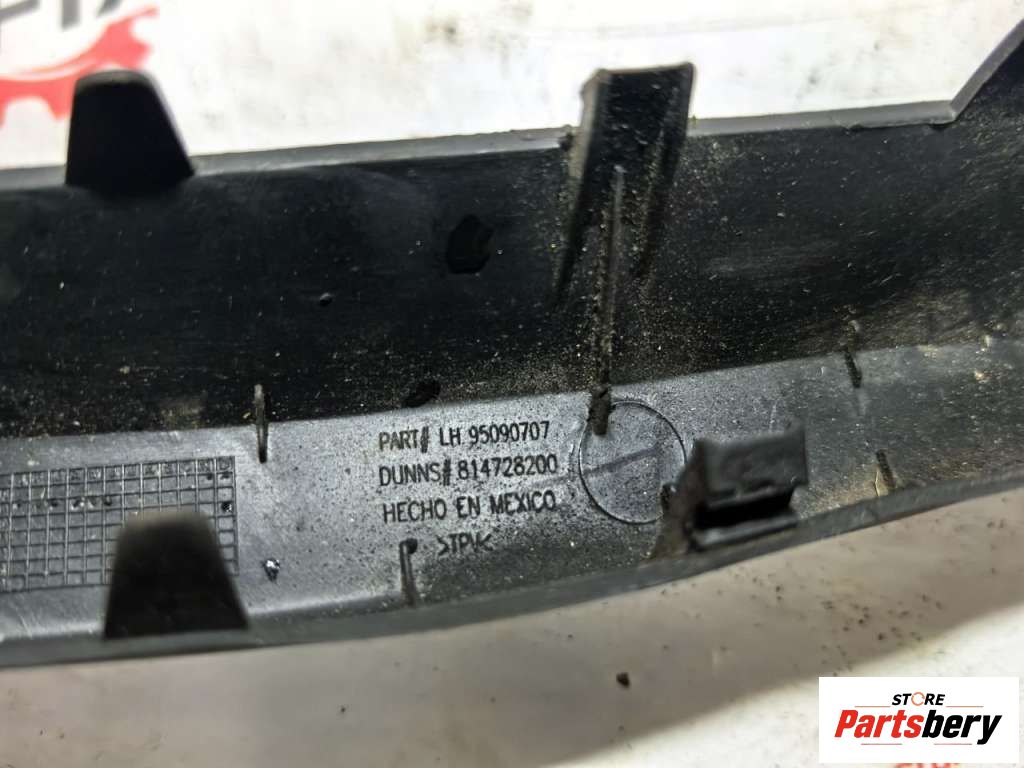 PART# LH 95090707
DUNNS# 814728200
HECHO EN MEXICO
>TPV<
STORE
Partsbery